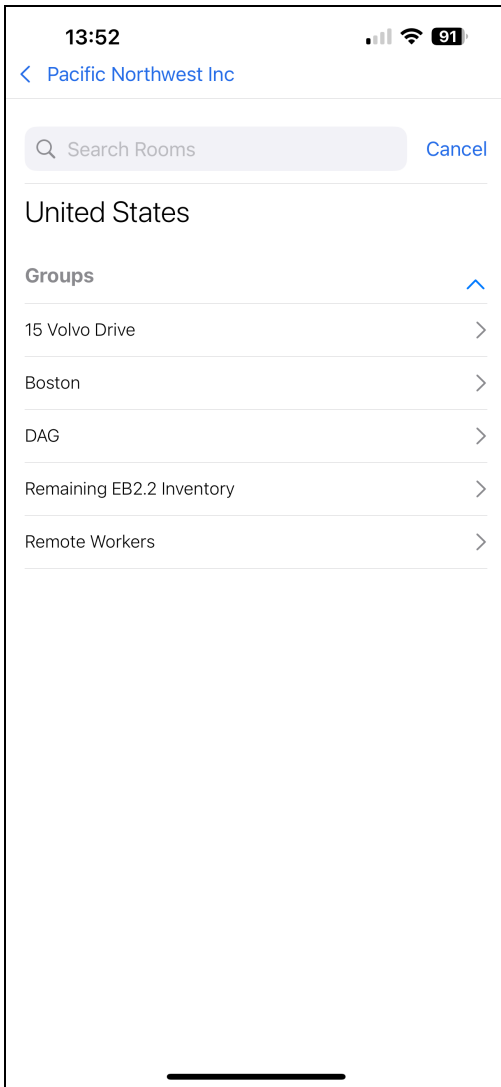 13:52 91
Pacific Northwest Inc
Search Rooms Cancel
United States
Groups
15 Volvo Drive
Boston
DAG
Remaining EB2.2 Inventory
Remote Workers